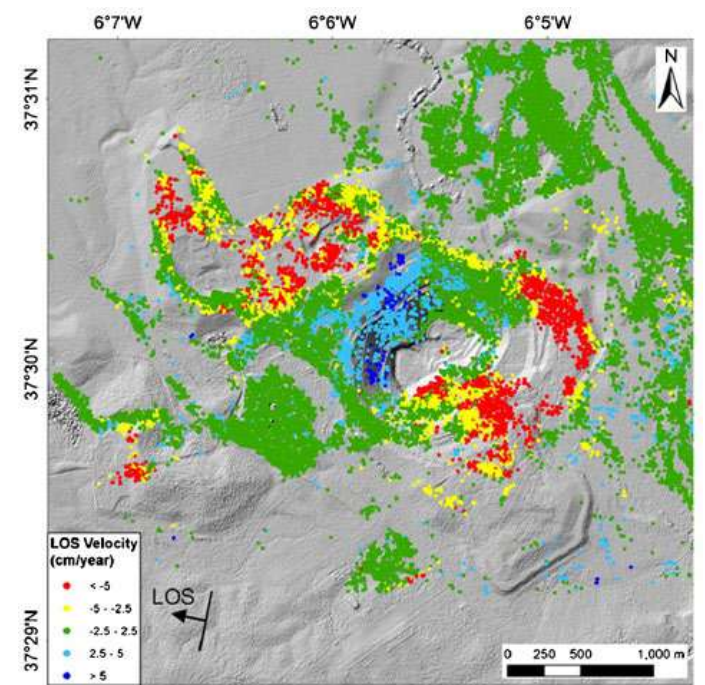 6°7'W 6°6'W 6°5'W
N
37°31'N
37°30'N
37°29'N
LOS Velocity
(cm/year)
< -5
-5 - -2.5
-2.5 - 2.5
2.5 - 5
> 5
LOS
0 250 500 1,000 m